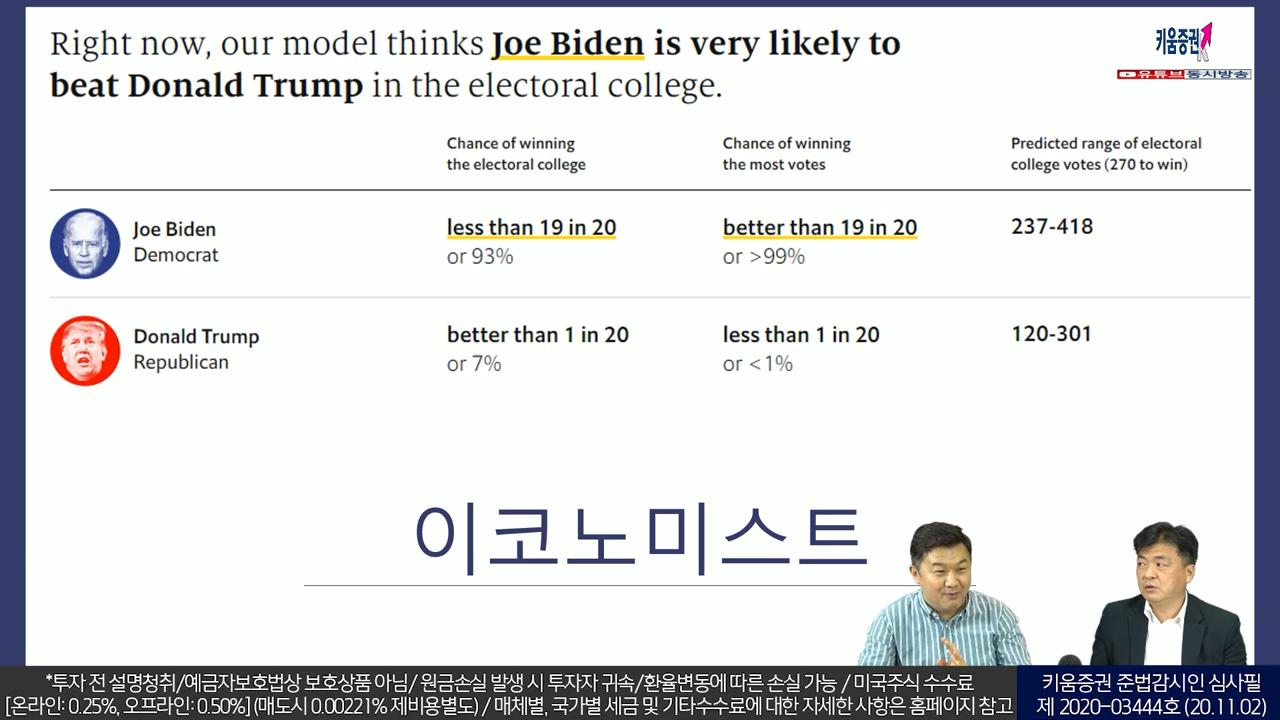 Right now, our model thinks Joe Biden is very likely to
beat Donald Trump in the electoral college.
키움증권
유튜브동시방송
Chance of winning
the electoral college
Chance of winning
the most votes
Predicted range of electoral
college votes (270 to win)
Joe Biden
Democrat
less than 19 in 20
or 93%
better than 19 in 20
or >99%
237-418
Donald Trump
Republican
better than 1 in 20
or 7%
less than 1 in 20
or <1%
120-301
이코노미스트
*투자 전 설명청취/예금자보호법상 보호상품 아님/ 원금손실 발생 시 투자자 귀속/환율변동에 따른 손실 가능 / 미국주식 수수료
[온라인: 0.25%, 오프라인: 0.50%] (매도시 0.00221% 제비용별도) / 매체별, 국가별 세금 및 기타수수료에 대한 자세한 사항은 홈페이지 참고
키움증권 준법감시인 심사필
제 2020-03444호 (20.11.02)